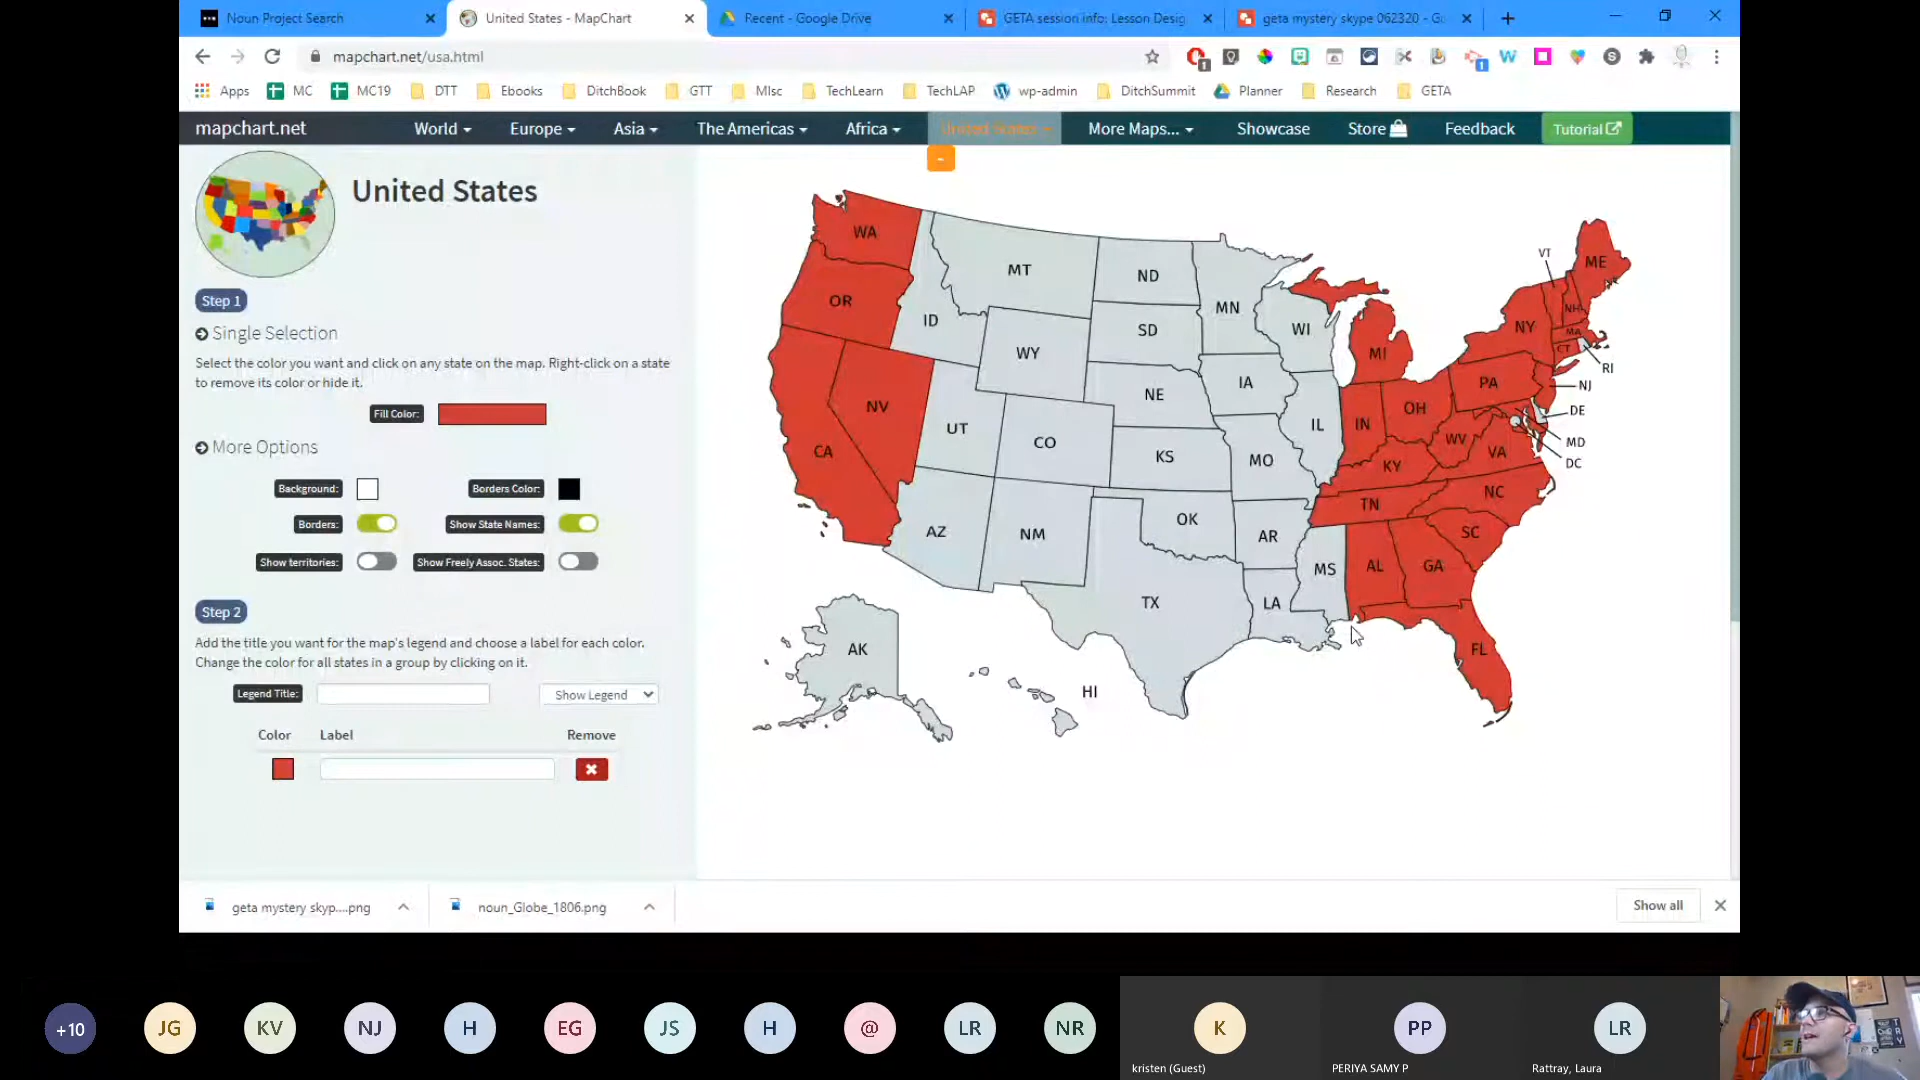 Noun Project Search
United States - MapChart
Recent - Google Drive
GETA session info: Lesson Desig
geta mystery skype 062320 - G
mapchart.net/usa.html
Apps
MC
MC19
DTT
Ebooks
DitchBook
GTT
MIsc
TechLearn
TechLAP
wp-admin
DitchSummit
Planner
Research
GETA
mapchart.net
World
Europe
Asia
The Americas
Africa
United States
More Maps...
Showcase
Store
Feedback
Tutorial
-
United States
Step 1
Single Selection
Select the color you want and click on any state on the map. Right-click on a state
to remove its color or hide it.
Fill Color:
More Options
Background:
Borders Color:
Borders:
Show State Names:
Show territories:
Show Freely Assoc. States:
Step 2
Add the title you want for the map's legend and choose a label for each color.
Change the color for all states in a group by clicking on it.
Legend Title:
Show Legend
Color Label Remove
WA
OR
CA
NV
ID
MT
WY
UT
CO
AZ
NM
ND
SD
NE
KS
OK
TX
MN
IA
MO
AR
LA
WI
IL
MS
MI
IN
OH
KY
TN
AL
GA
FL
SC
NC
VA
WV
PA
NY
VT
NH
ME
MA
CT
RI
NJ
DE
MD
DC
AK
HI
geta mystery skyp....png
noun_Globe_1806.png
Show all
+10
JG
KV
NJ
H
EG
JS
H
@
LR
NR
K
kristen (Guest)
PP
PERIYA SAMY P
LR
Rattray, Laura